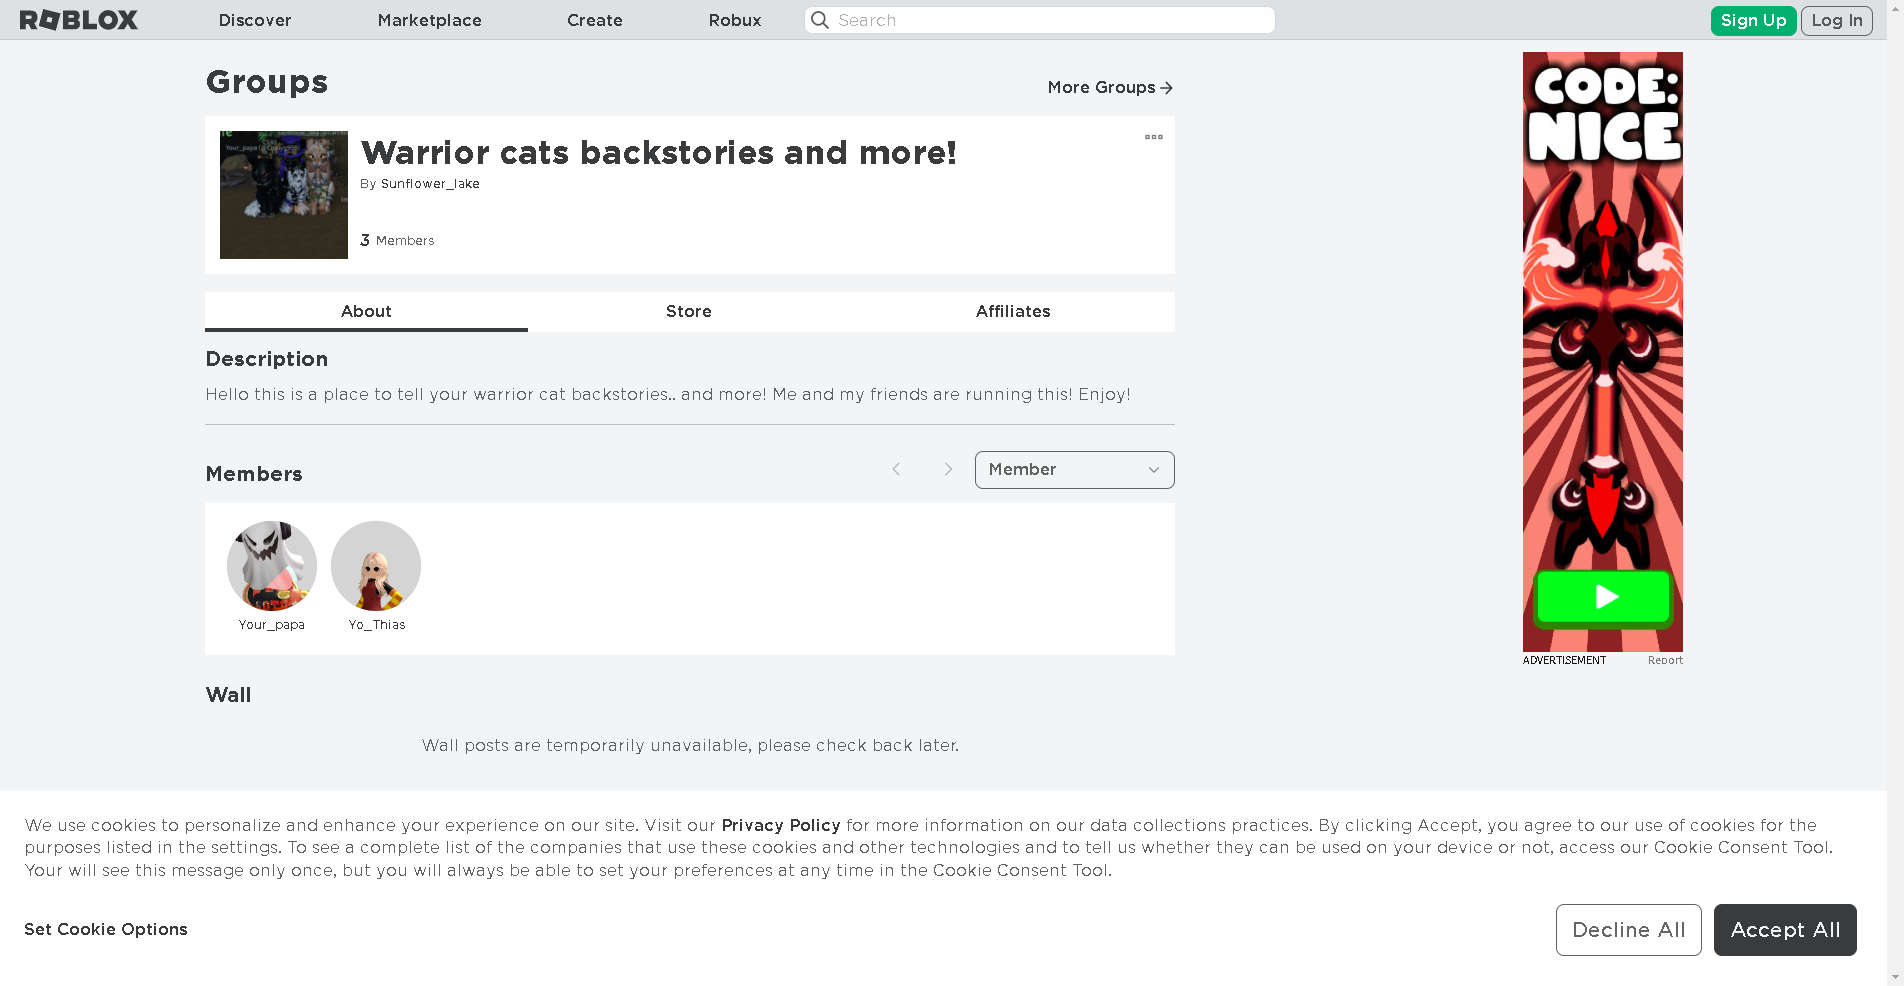 ROBLOX
Discover
Marketplace
Create
Robux
Search
Sign Up
Log In
Groups
More Groups
Warrior cats backstories and more!
By Sunflower_lake
3 Members
About
Store
Affiliates
Description
Hello this is a place to tell your warrior cat backstories.. and more! Me and my friends are running this! Enjoy!
Members
Member
Your_papa
Yo_Thias
Wall
Wall posts are temporarily unavailable, please check back later.
CODE:
NICE
ADVERTISEMENT
Report
We use cookies to personalize and enhance your experience on our site. Visit our Privacy Policy for more information on our data collections practices. By clicking Accept, you agree to our use of cookies for the
purposes listed in the settings. To see a complete list of the companies that use these cookies and other technologies and to tell us whether they can be used on your device or not, access our Cookie Consent Tool.
Your will see this message only once, but you will always be able to set your preferences at any time in the Cookie Consent Tool.
Set Cookie Options
Decline All
Accept All